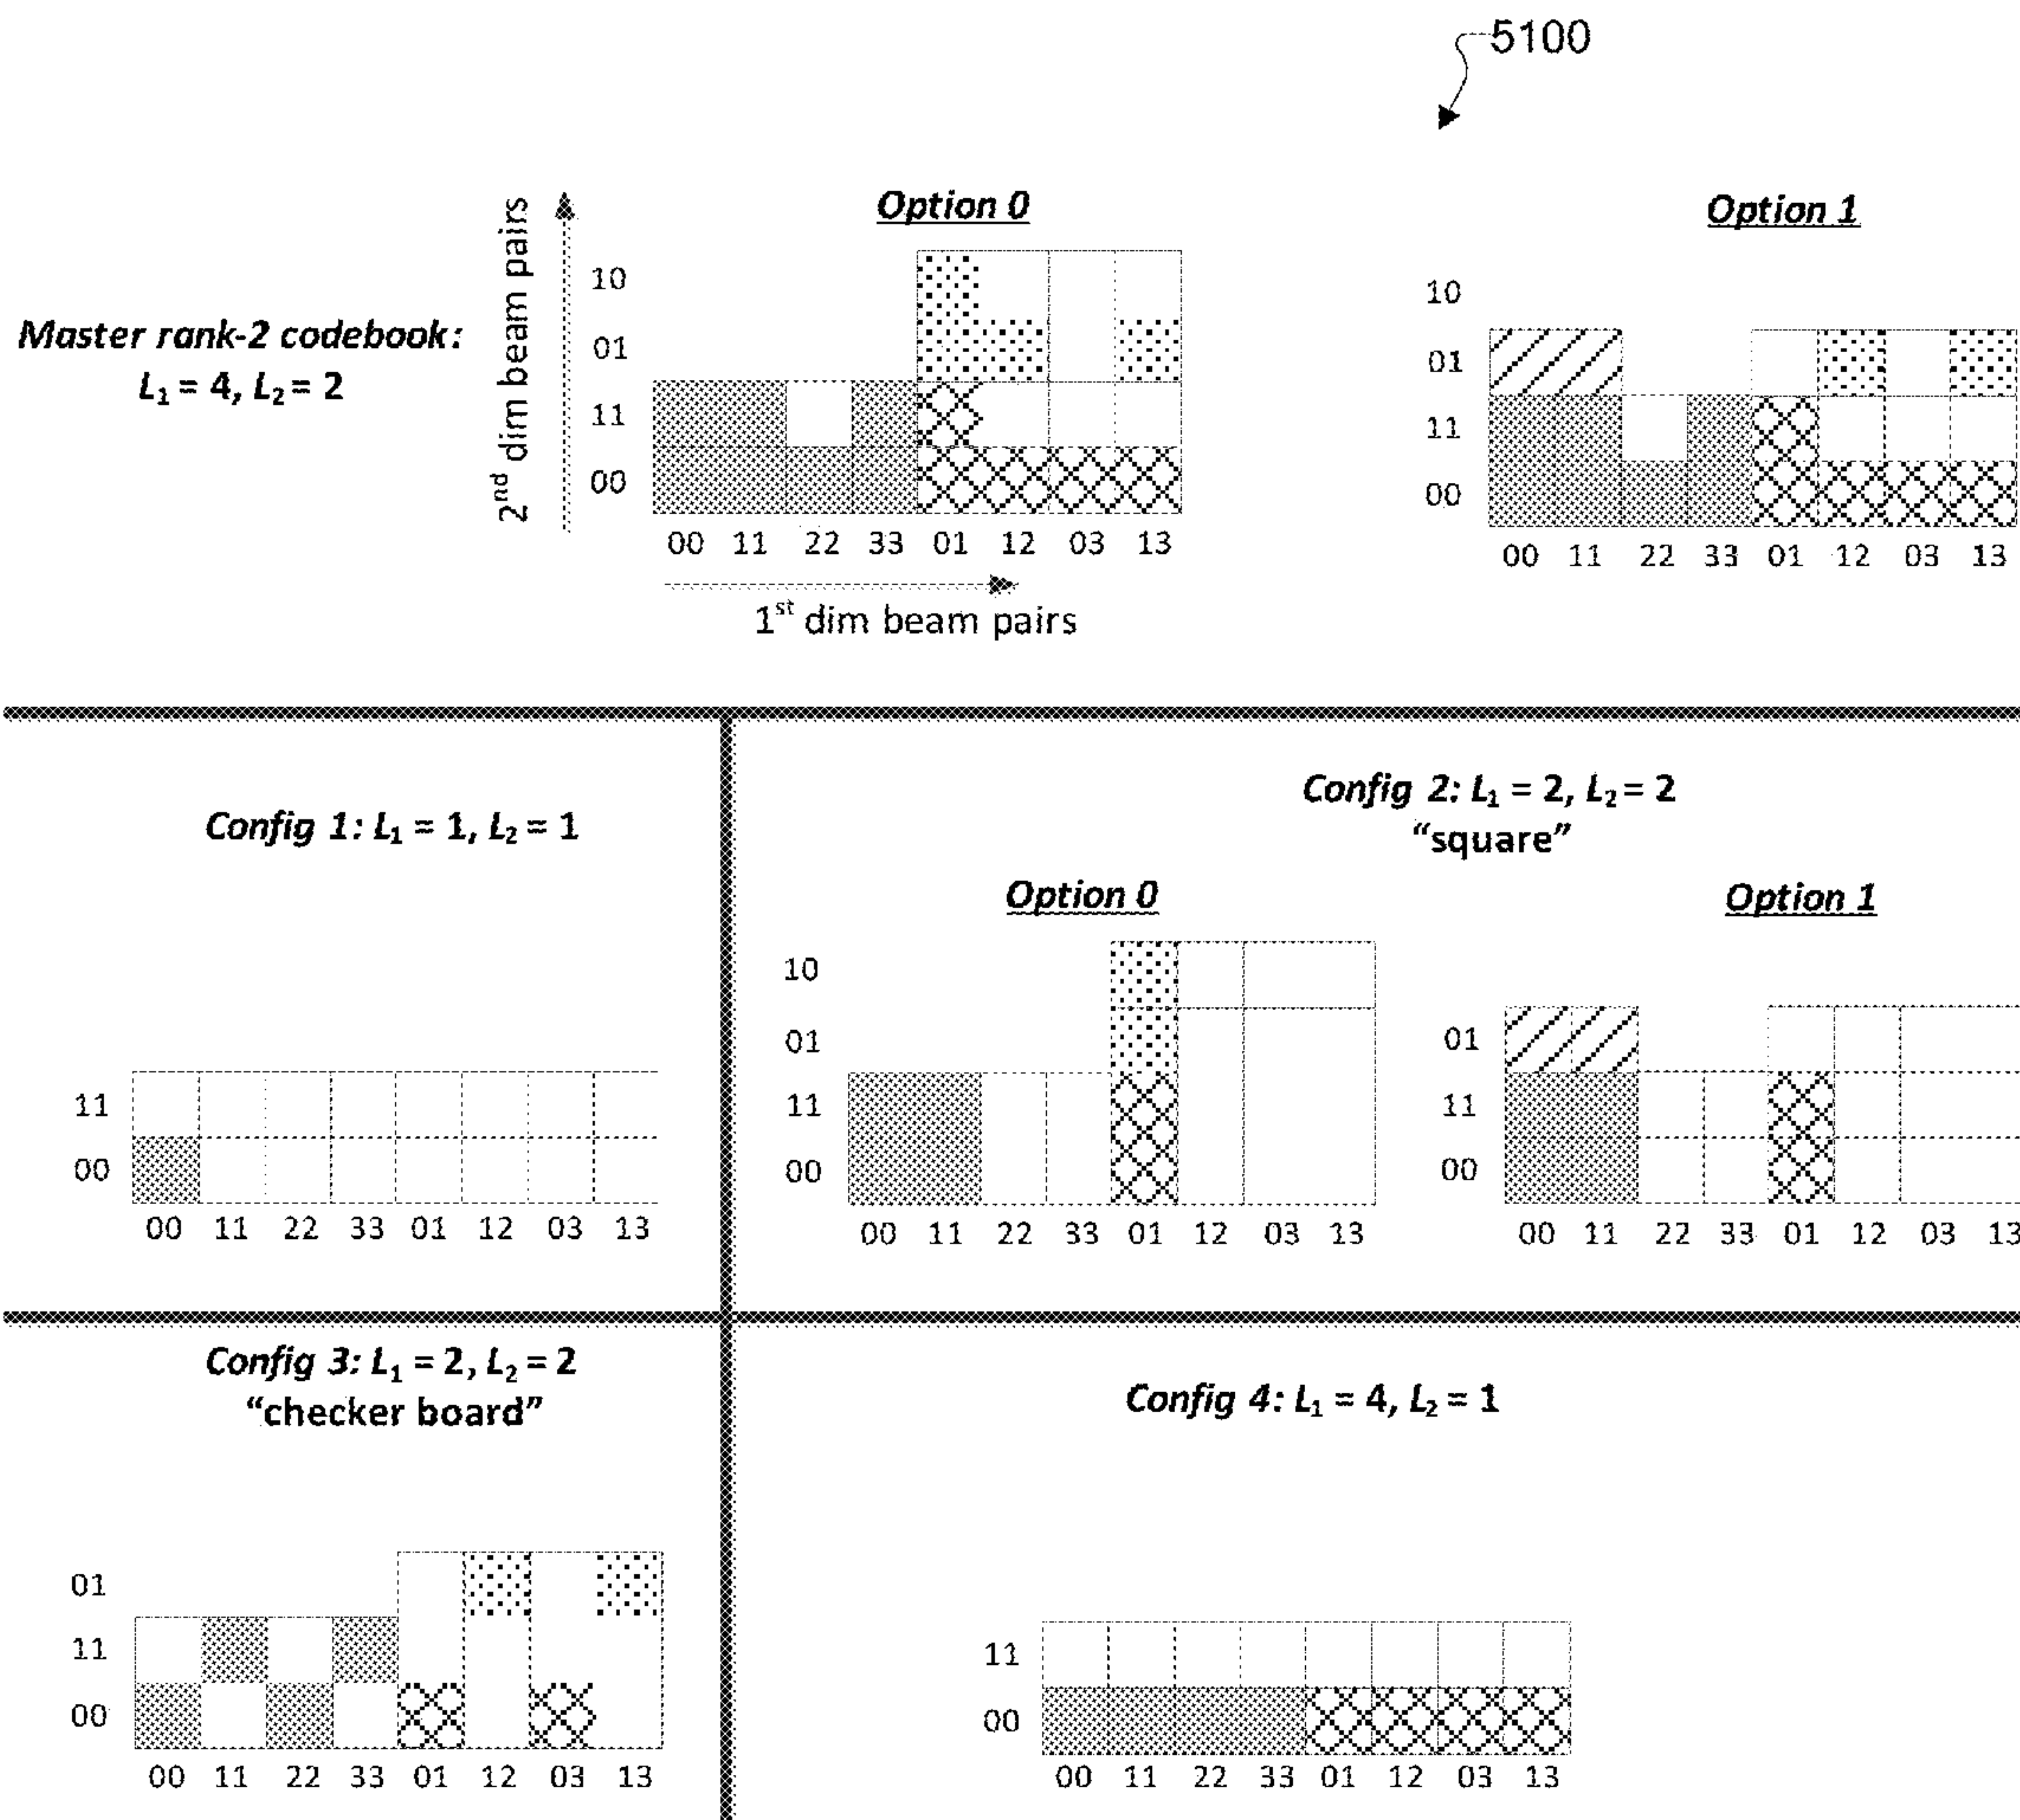 5100
Option 0
Option 1
Master rank-2 codebook:
L₁ = 4, L₂ = 2
2nd dim beam pairs
10
01
11
00
00 11 22 33 01 12 03 13
1st dim beam pairs
10
01
11
00
00 11 22 33 01 12 03 13
Config 1: L₁ = 1, L₂ = 1
11
00
00 11 22 33 01 12 03 13
Config 2: L₁ = 2, L₂ = 2
“square”
Option 0
10
01
11
00
00 11 22 33 01 12 03 13
Option 1
01
11
00
00 11 22 33 01 12 03 13
Config 3: L₁ = 2, L₂ = 2
“checker board”
01
11
00
00 11 22 33 01 12 03 13
Config 4: L₁ = 4, L₂ = 1
11
00
00 11 22 33 01 12 03 13